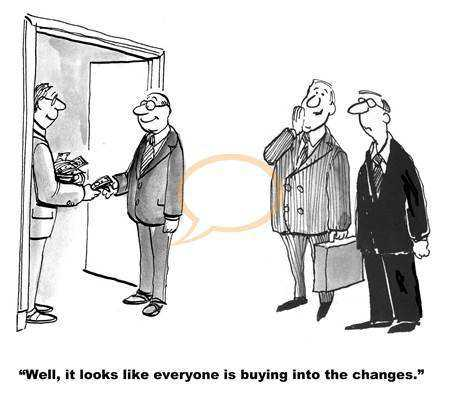 “Well, it looks like everyone is buying into the changes.”